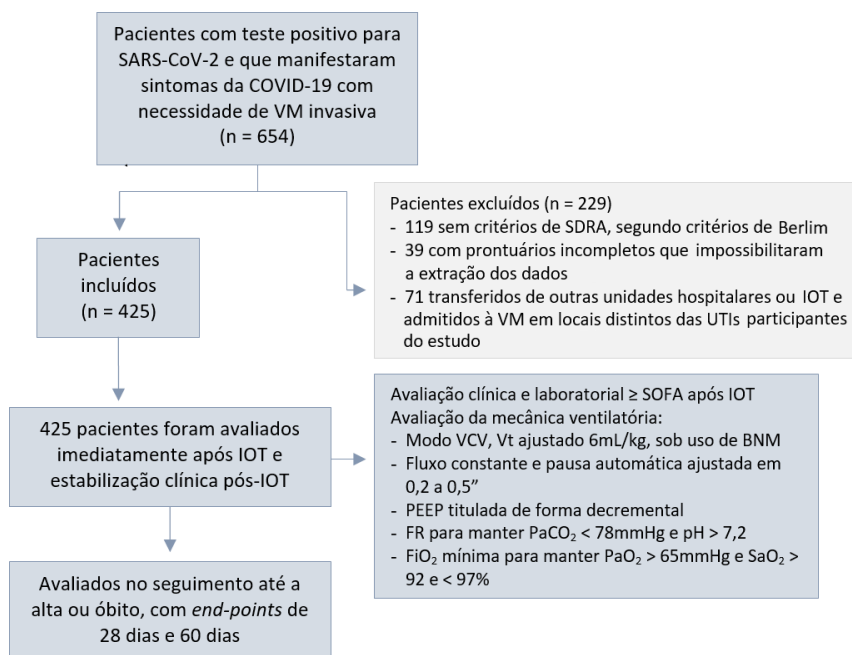 Pacientes com teste positivo para
SARS-CoV-2 e que manifestaram
sintomas da COVID-19 com
necessidade de VM invasiva
(n = 654)
Pacientes excluídos (n = 229)
- 119 sem critérios de SDRA, segundo critérios de Berlim
- 39 com prontuários incompletos que impossibilitaram
a extração dos dados
- 71 transferidos de outras unidades hospitalares ou IOT e
admitidos à VM em locais distintos das UTIs participantes
do estudo
Pacientes
incluídos
(n = 425)
425 pacientes foram avaliados
imediatamente após IOT e
estabilização clínica pós-IOT
Avaliação clínica e laboratorial ≥ SOFA após IOT
Avaliação da mecânica ventilatória:
- Modo VCV, Vt ajustado 6mL/kg, sob uso de BNM
- Fluxo constante e pausa automática ajustada em
0,2 a 0,5”
- PEEP titulada de forma decremental
- FR para manter PaCO₂ < 78mmHg e pH > 7,2
- FiO₂ mínima para manter PaO₂ > 65mmHg e SaO₂ >
92 e < 97%
Avaliados no seguimento até a
alta ou óbito, com end-points de
28 dias e 60 dias